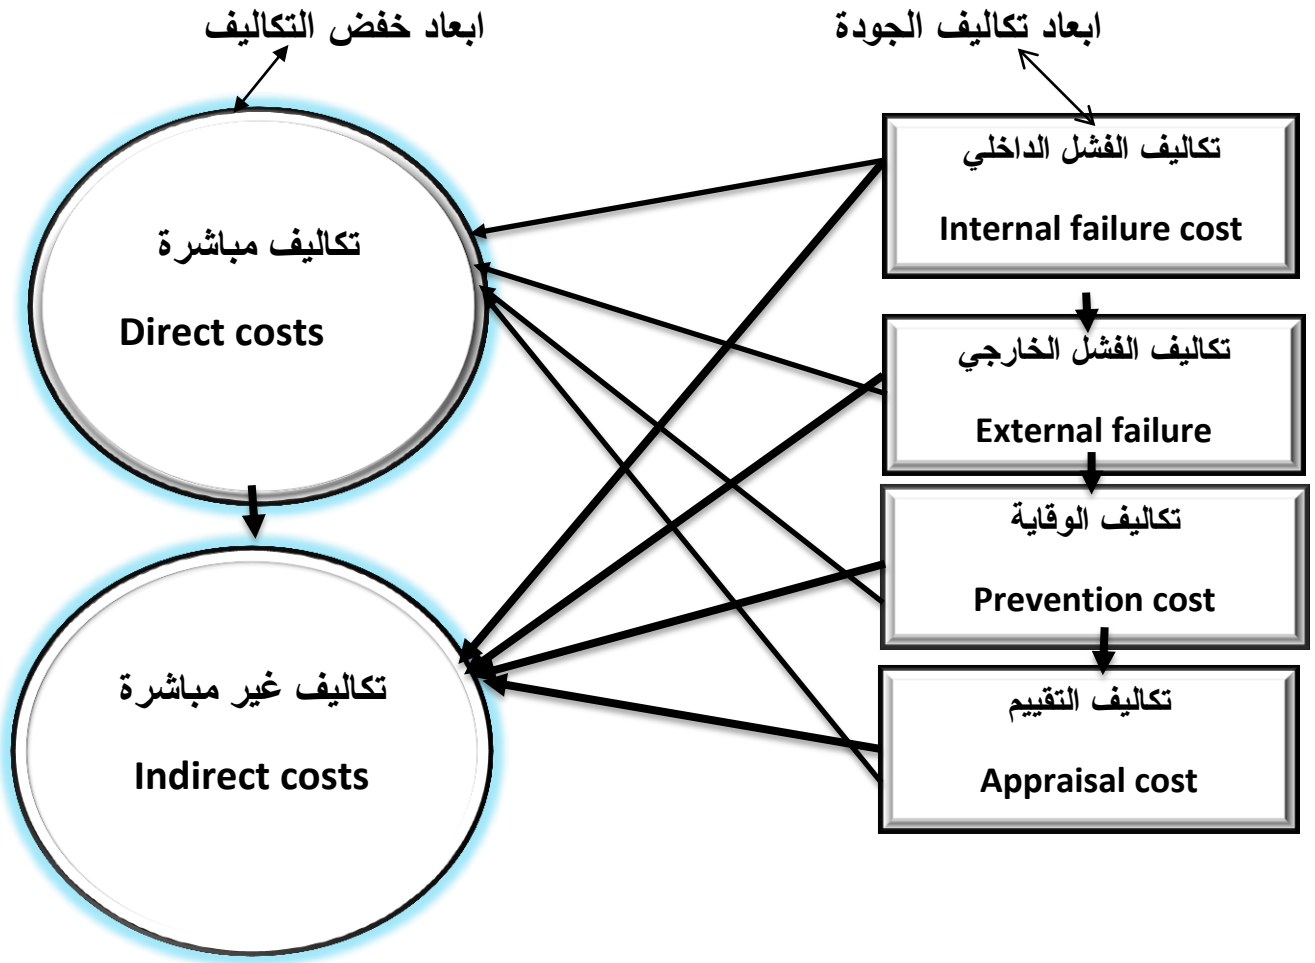 ابعاد تكاليف الجودة
ابعاد خفض التكاليف
تكاليف الفشل الداخلي
Internal failure cost
تكاليف الفشل الخارجي
External failure
تكاليف الوقاية
Prevention cost
تكاليف التقييم
Appraisal cost
تكاليف مباشرة
Direct costs
تكاليف غير مباشرة
Indirect costs